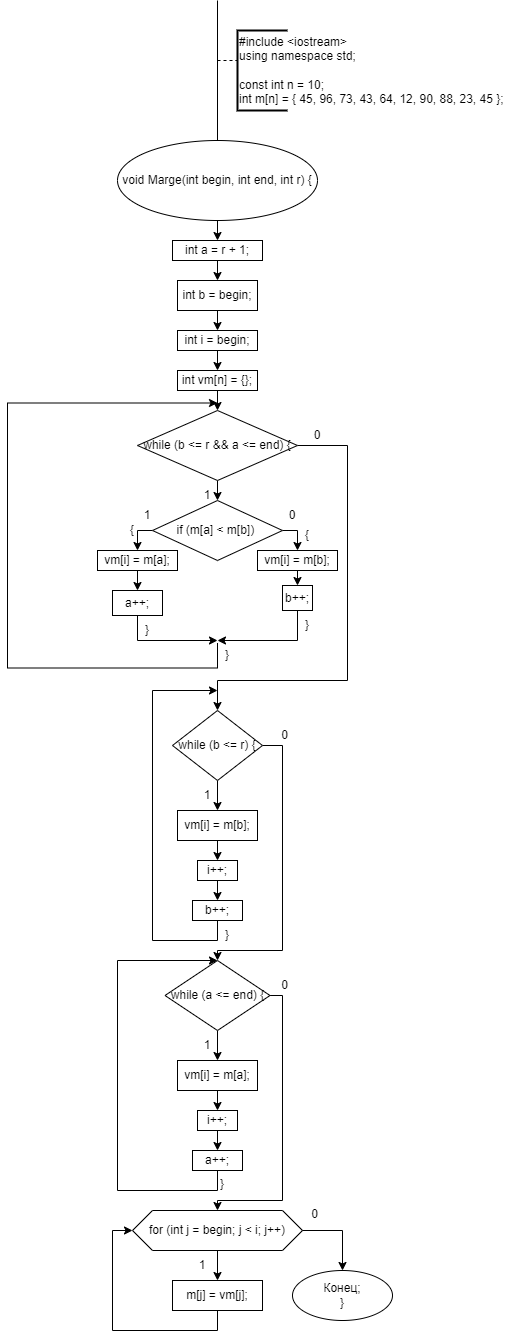 #include <iostream>
using namespace std;
const int n = 10;
int m[n] = { 45, 96, 73, 43, 64, 12, 90, 88, 23, 45 };
void Marge(int begin, int end, int r) {
int a = r + 1;
int b = begin;
int i = begin;
int vm[n] = {};
while (b <= r && a <= end) {
0
1
1
if (m[a] < m[b])
0
{
{
vm[i] = m[a];
vm[i] = m[b];
a++;
b++;
}
}
}
while (b <= r) {
0
1
vm[i] = m[b];
i++;
b++;
}
while (a <= end) {
0
1
vm[i] = m[a];
i++;
a++;
}
for (int j = begin; j < i; j++)
0
1
m[j] = vm[j];
Конец;
}